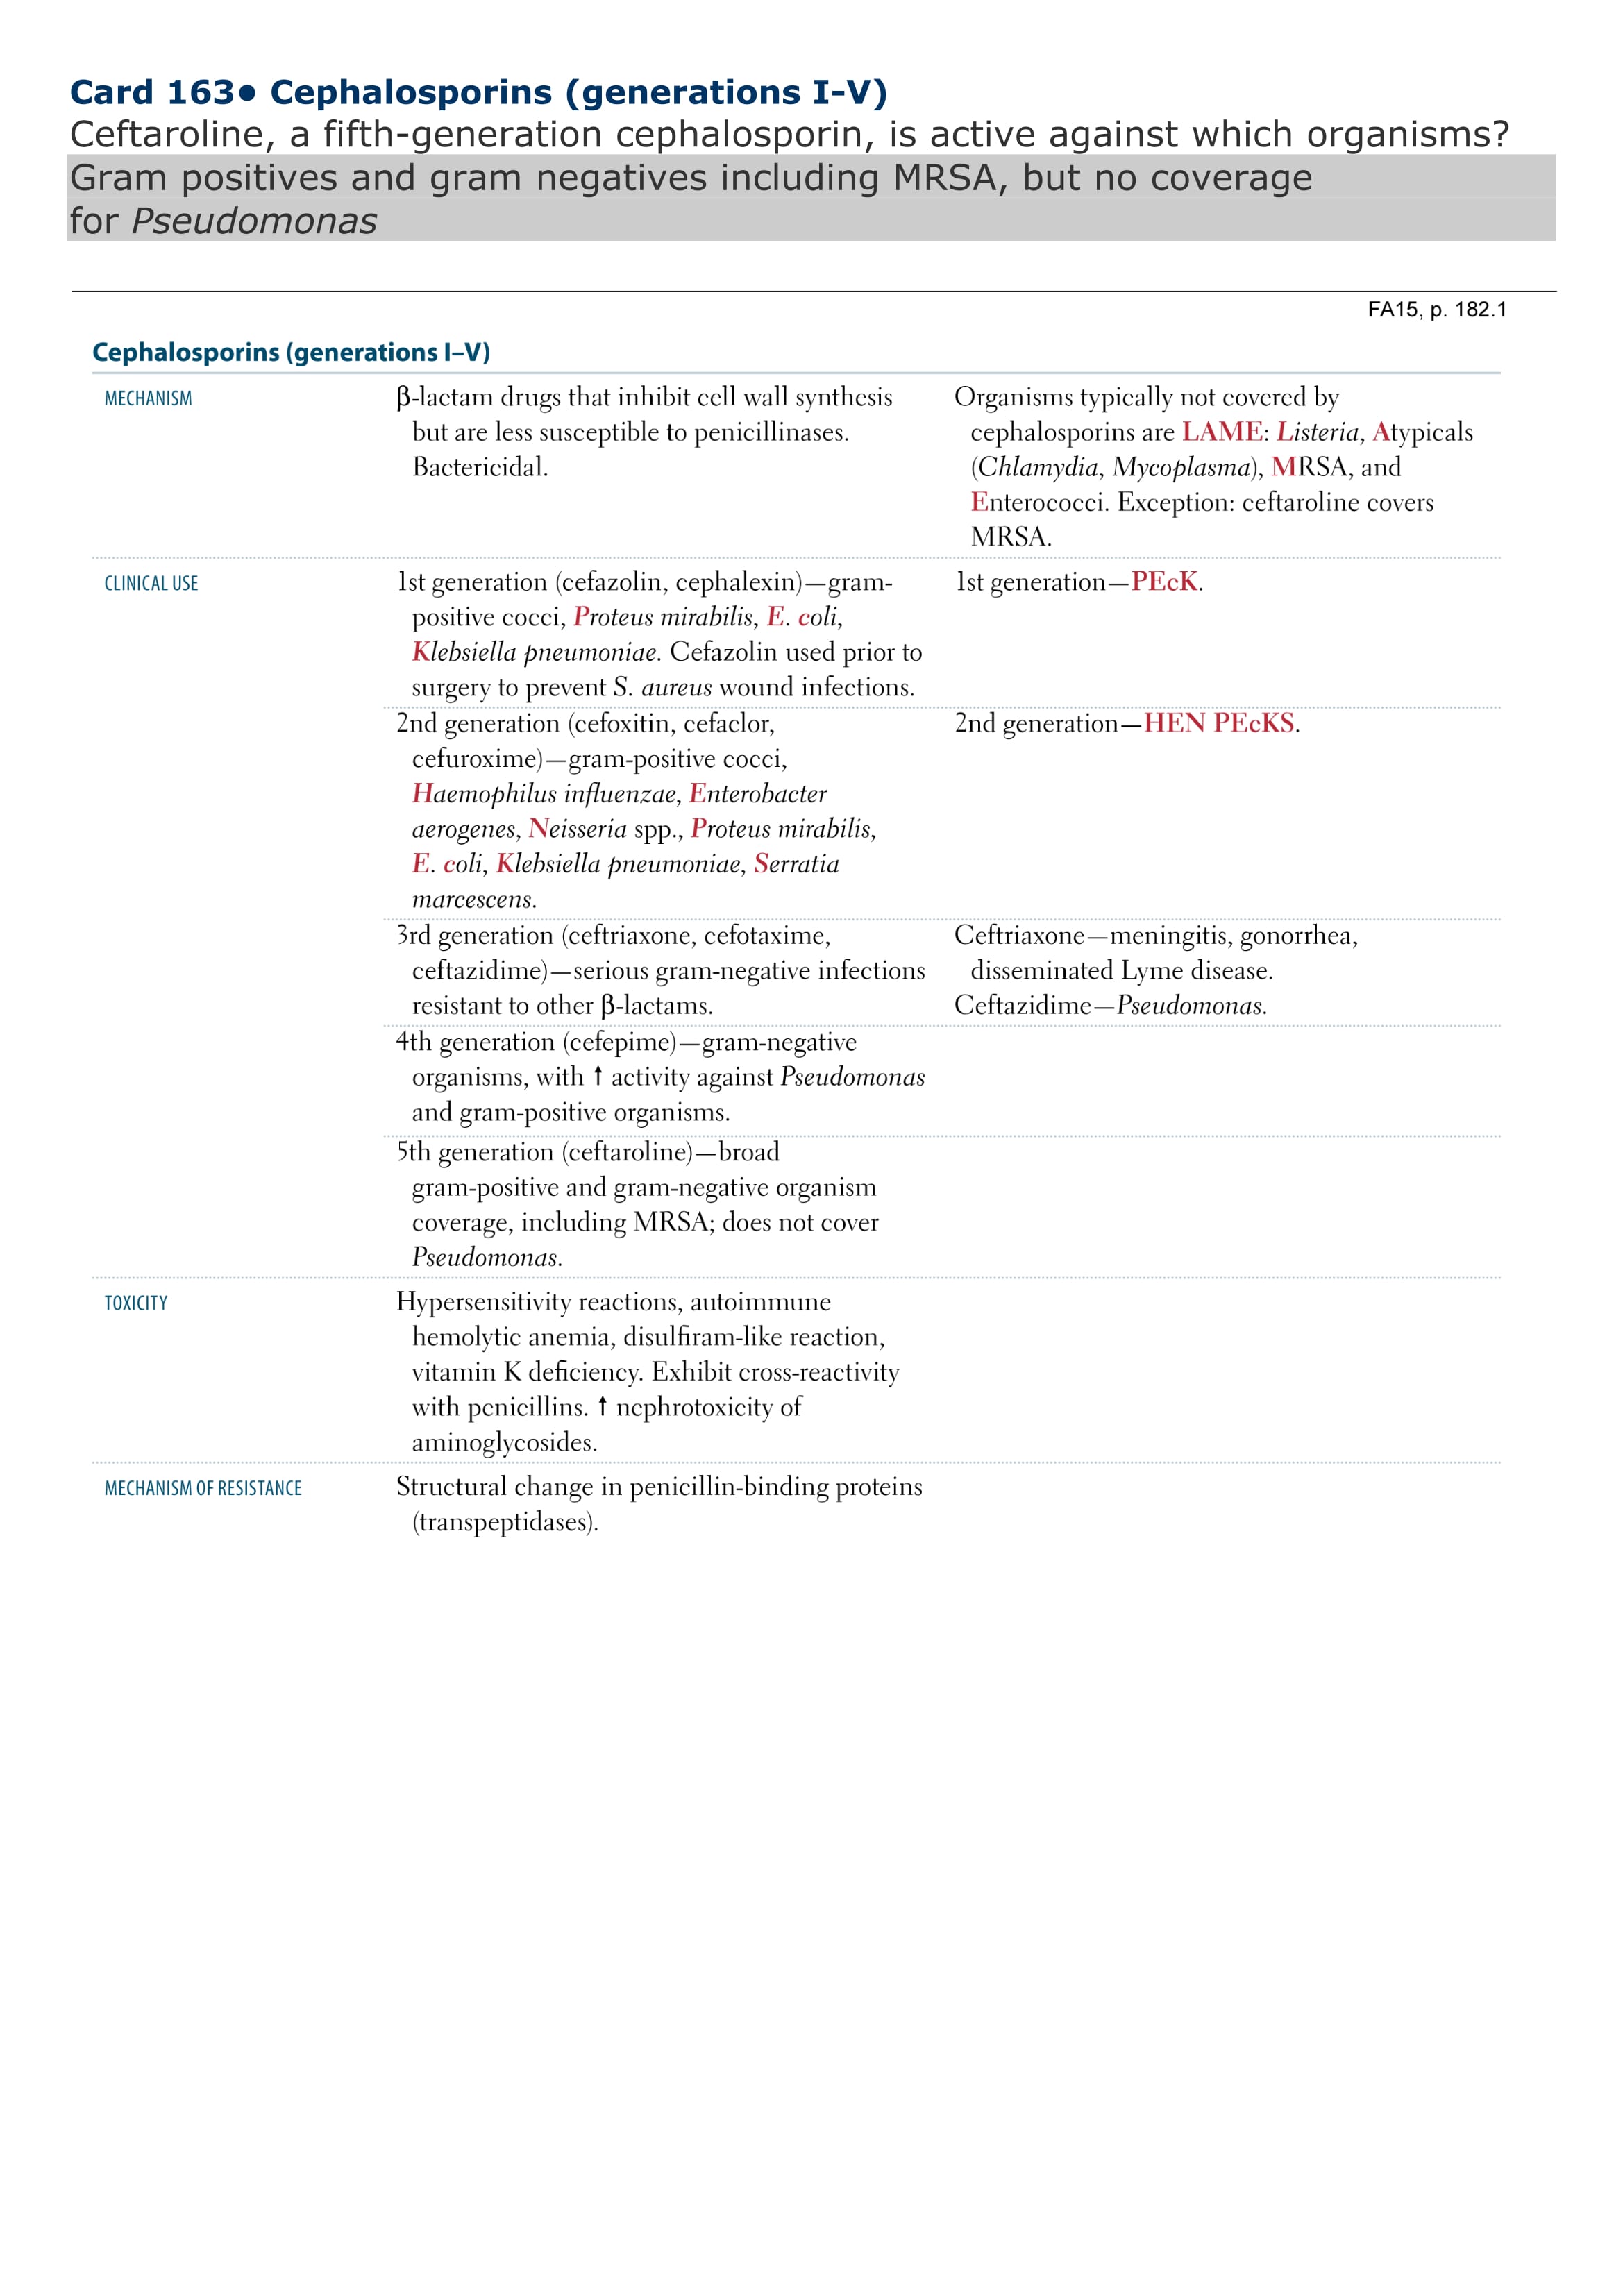 Card 163• Cephalosporins (generations I-V)
Ceftaroline, a fifth-generation cephalosporin, is active against which organisms?
Gram positives and gram negatives including MRSA, but no coverage
for Pseudomonas
FA15, p. 182.1
Cephalosporins (generations I–V)
MECHANISM
β-lactam drugs that inhibit cell wall synthesis
but are less susceptible to penicillinases.
Bactericidal.
Organisms typically not covered by
cephalosporins are LAME: Listeria, Atypicals
(Chlamydia, Mycoplasma), MRSA, and
Enterococci. Exception: ceftaroline covers
MRSA.
CLINICAL USE
1st generation (cefazolin, cephalexin)—gram-
positive cocci, Proteus mirabilis, E. coli,
Klebsiella pneumoniae. Cefazolin used prior to
surgery to prevent S. aureus wound infections.
1st generation—PEcK.
2nd generation (cefoxitin, cefaclor,
cefuroxime)—gram-positive cocci,
Haemophilus influenzae, Enterobacter
aerogenes, Neisseria spp., Proteus mirabilis,
E. coli, Klebsiella pneumoniae, Serratia
marcescens.
2nd generation—HEN PEcKS.
3rd generation (ceftriaxone, cefotaxime,
ceftazidime)—serious gram-negative infections
resistant to other β-lactams.
Ceftriaxone—meningitis, gonorrhea,
disseminated Lyme disease.
Ceftazidime—Pseudomonas.
4th generation (cefepime)—gram-negative
organisms, with ↑ activity against Pseudomonas
and gram-positive organisms.
5th generation (ceftaroline)—broad
gram-positive and gram-negative organism
coverage, including MRSA; does not cover
Pseudomonas.
TOXICITY
Hypersensitivity reactions, autoimmune
hemolytic anemia, disulfiram-like reaction,
vitamin K deficiency. Exhibit cross-reactivity
with penicillins. ↑ nephrotoxicity of
aminoglycosides.
MECHANISM OF RESISTANCE
Structural change in penicillin-binding proteins
(transpeptidases).